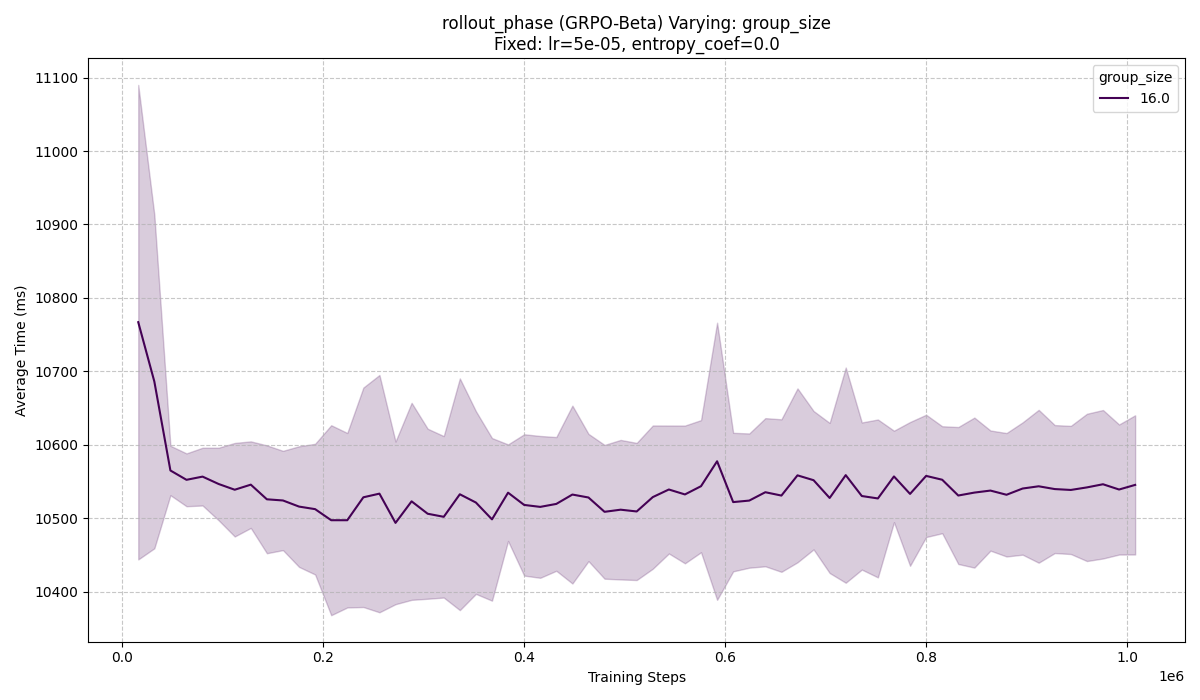 rollout_phase (GRPO-Beta) Varying: group_size
Fixed: lr=5e-05, entropy_coef=0.0
group_size
16.0
Average Time (ms)
11100
11000
10900
10800
10700
10600
10500
10400
0.0 0.2 0.4 0.6 0.8 1.0
1e6
Training Steps